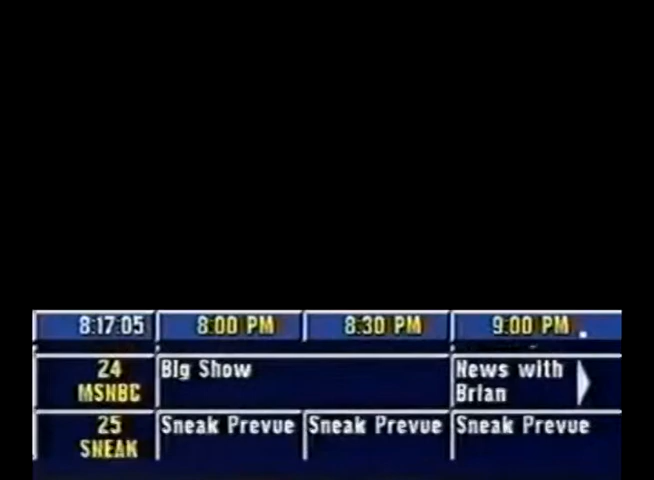 8:17:05 8:00 PM 8:30 PM 9:00 PM
24 Big Show News with
MSNBC Brian
25 Sneak Prevue Sneak Prevue Sneak Prevue
SNEAK